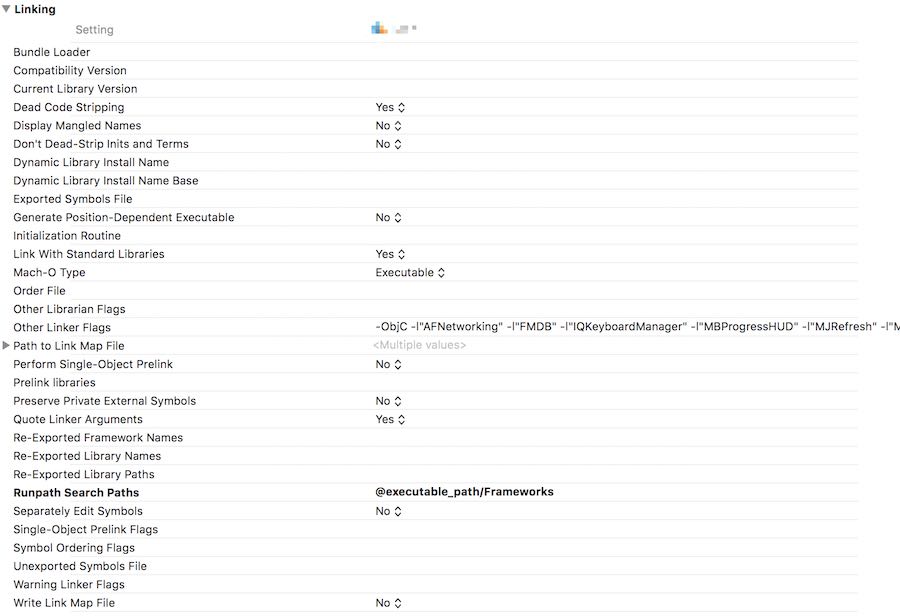 Linking
Setting
Bundle Loader
Compatibility Version
Current Library Version
Dead Code Stripping Yes
Display Mangled Names No
Don't Dead-Strip Inits and Terms No
Dynamic Library Install Name
Dynamic Library Install Name Base
Exported Symbols File
Generate Position-Dependent Executable No
Initialization Routine
Link With Standard Libraries Yes
Mach-O Type Executable
Order File
Other Librarian Flags
Other Linker Flags -ObjC -l"AFNetworking" -l"FMDB" -l"IQKeyboardManager" -l"MBProgressHUD" -l"MJRefresh" -l"M
Path to Link Map File <Multiple values>
Perform Single-Object Prelink No
Prelink libraries
Preserve Private External Symbols No
Quote Linker Arguments Yes
Re-Exported Framework Names
Re-Exported Library Names
Re-Exported Library Paths
Runpath Search Paths @executable_path/Frameworks
Separately Edit Symbols No
Single-Object Prelink Flags
Symbol Ordering Flags
Unexported Symbols File
Warning Linker Flags
Write Link Map File No